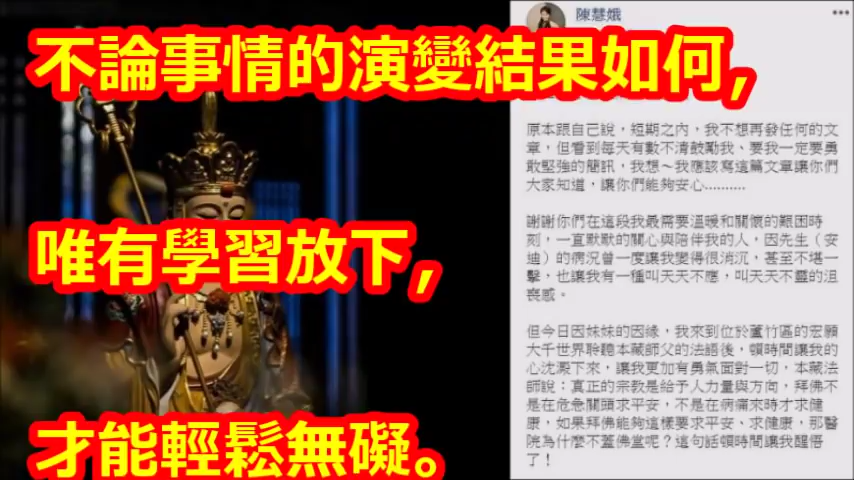 不論事情的演變結果如何,
唯有學習放下,
才能輕鬆無礙。
陳慧娥
原本跟自己說，短期之內，我不想再發任何的文
章，但看到每天有數不清鼓勵我、要我一定要勇
敢堅強的簡訊，我想～我應該寫這篇文章讓你們
大家知道，讓你們能夠安心..........
謝謝你們在這段我最需要溫暖和關懷的艱困時
刻，一直默默的關心與陪伴我的人，因先生（安
迪）的病況曾一度讓我變得很消沉，甚至不堪一
擊，也讓我有一種叫天天不應，叫天天不靈的沮
喪感。
但今日因妹妹的因緣，我來到位於蘆竹區的宏願
大千世界聆聽本藏師父的法語後，頓時間讓我的
心沈澱下來，讓我更加有勇氣面對一切，本藏法
師說：真正的宗教是給予人力量與方向，拜佛不
是在危急關頭求平安，不是在病痛來時才求健
康，如果拜佛能夠這樣要求平安、求健康，那醫
院為什麼不蓋佛堂呢？這句話頓時間讓我醒悟
了！